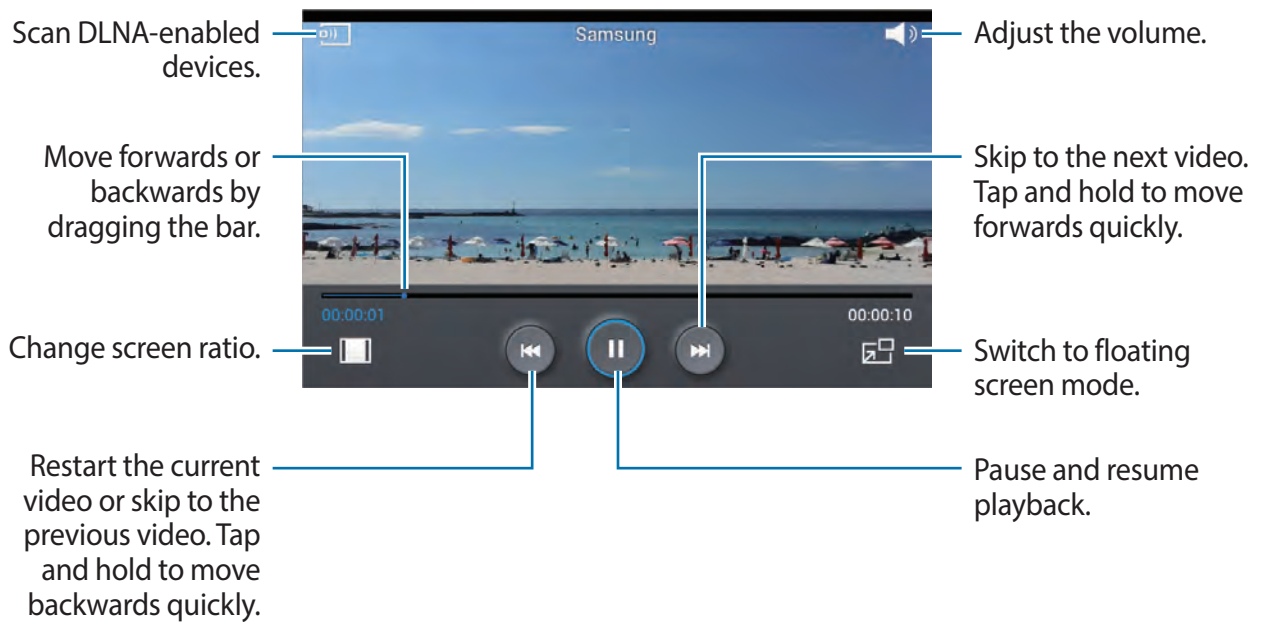 Scan DLNA-enabled
devices.
Move forwards or
backwards by
dragging the bar.
Change screen ratio.
Restart the current
video or skip to the
previous video. Tap
and hold to move
backwards quickly.
Samsung
00:00:01
00:00:10
Adjust the volume.
Skip to the next video.
Tap and hold to move
forwards quickly.
Switch to floating
screen mode.
Pause and resume
playback.